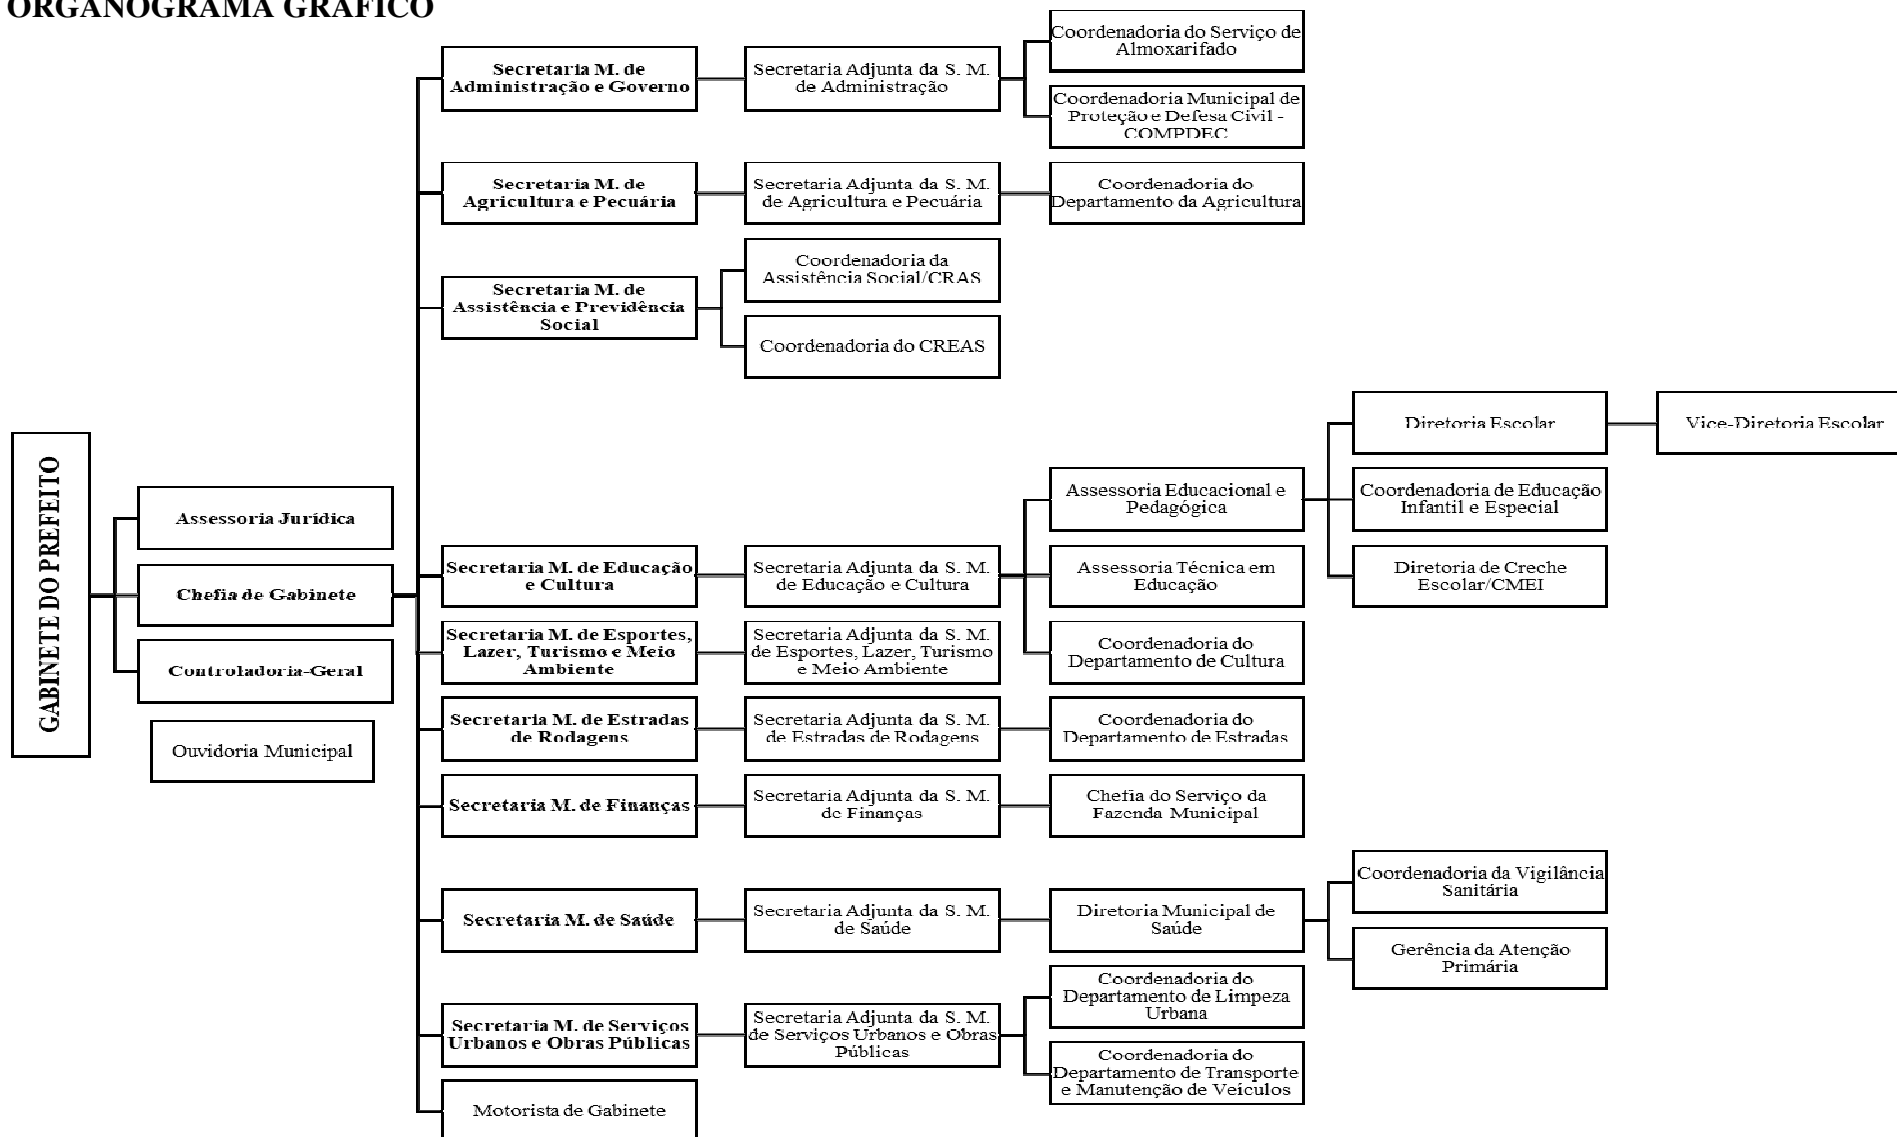 ORGANOGRAMA GRÁFICO
GABINETE DO PREFEITO
Assessoria Jurídica
Chefia de Gabinete
Controladoria-Geral
Ouvidoria Municipal
Secretaria M. de
Administração e Governo
Secretaria Adjunta da S. M.
de Administração
Coordenadoria do Serviço de
Almoxarifado
Coordenadoria Municipal de
Proteção e Defesa Civil -
COMPDEC
Secretaria M. de
Agricultura e Pecuária
Secretaria Adjunta da S. M.
de Agricultura e Pecuária
Coordenadoria do
Departamento da Agricultura
Secretaria M. de
Assistência e Previdência
Social
Coordenadoria da
Assistência Social/CRAS
Coordenadoria do CREAS
Secretaria M. de Educação
e Cultura
Secretaria Adjunta da S. M.
de Educação e Cultura
Assessoria Educacional e
Pedagógica
Diretoria Escolar
Vice-Diretoria Escolar
Coordenadoria de Educação
Infantil e Especial
Diretoria de Creche
Escolar/CMEI
Assessoria Técnica em
Educação
Coordenadoria do
Departamento de Cultura
Secretaria M. de Esportes,
Lazer, Turismo e Meio
Ambiente
Secretaria Adjunta da S. M.
de Esportes, Lazer, Turismo
e Meio Ambiente
Secretaria M. de Estradas
de Rodagens
Secretaria Adjunta da S. M.
de Estradas de Rodagens
Coordenadoria do
Departamento de Estradas
Secretaria M. de Finanças
Secretaria Adjunta da S. M.
de Finanças
Chefia do Serviço da
Fazenda Municipal
Secretaria M. de Saúde
Secretaria Adjunta da S. M.
de Saúde
Diretoria Municipal de
Saúde
Coordenadoria da Vigilância
Sanitária
Gerência da Atenção
Primária
Secretaria M. de Serviços
Urbanos e Obras Públicas
Secretaria Adjunta da S. M.
de Serviços Urbanos e Obras
Públicas
Coordenadoria do
Departamento de Limpeza
Urbana
Coordenadoria do
Departamento de Transporte
e Manutenção de Veículos
Motorista de Gabinete